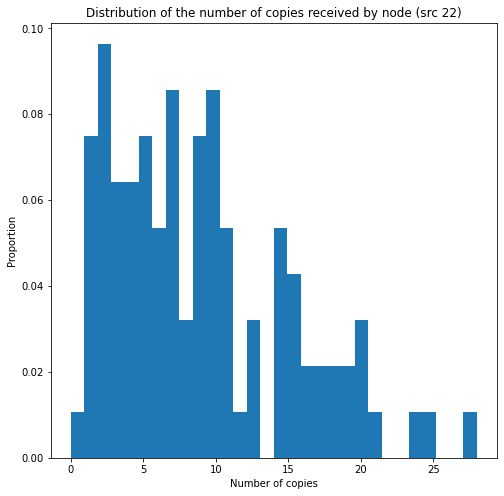 Distribution of the number of copies received by node (src 22)
0.10
0.08
0.06
0.04
0.02
0.00
Proportion
0 5 10 15 20 25
Number of copies